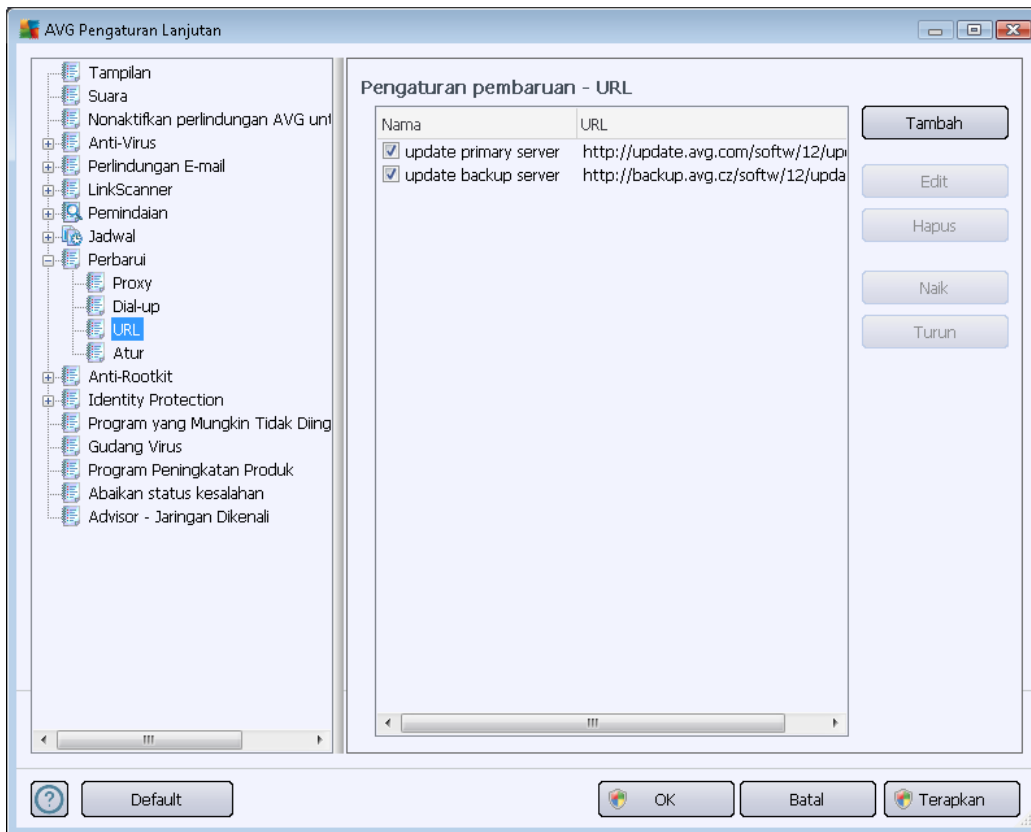 AVG Pengaturan Lanjutan
Tampilan
Suara
Nonaktifkan perlindungan AVG unt
Anti-Virus
Perlindungan E-mail
LinkScanner
Pemindaian
Jadwal
Perbarui
Proxy
Dial-up
URL
Atur
Anti-Rootkit
Identity Protection
Program yang Mungkin Tidak Diing
Gudang Virus
Program Peningkatan Produk
Abaikan status kesalahan
Advisor - Jaringan Dikenali
Pengaturan pembaruan - URL
Nama URL
update primary server http://update.avg.com/softw/12/up
update backup server http://backup.avg.cz/softw/12/upda
Tambah
Edit
Hapus
Naik
Turun
Default
OK
Batal
Terapkan